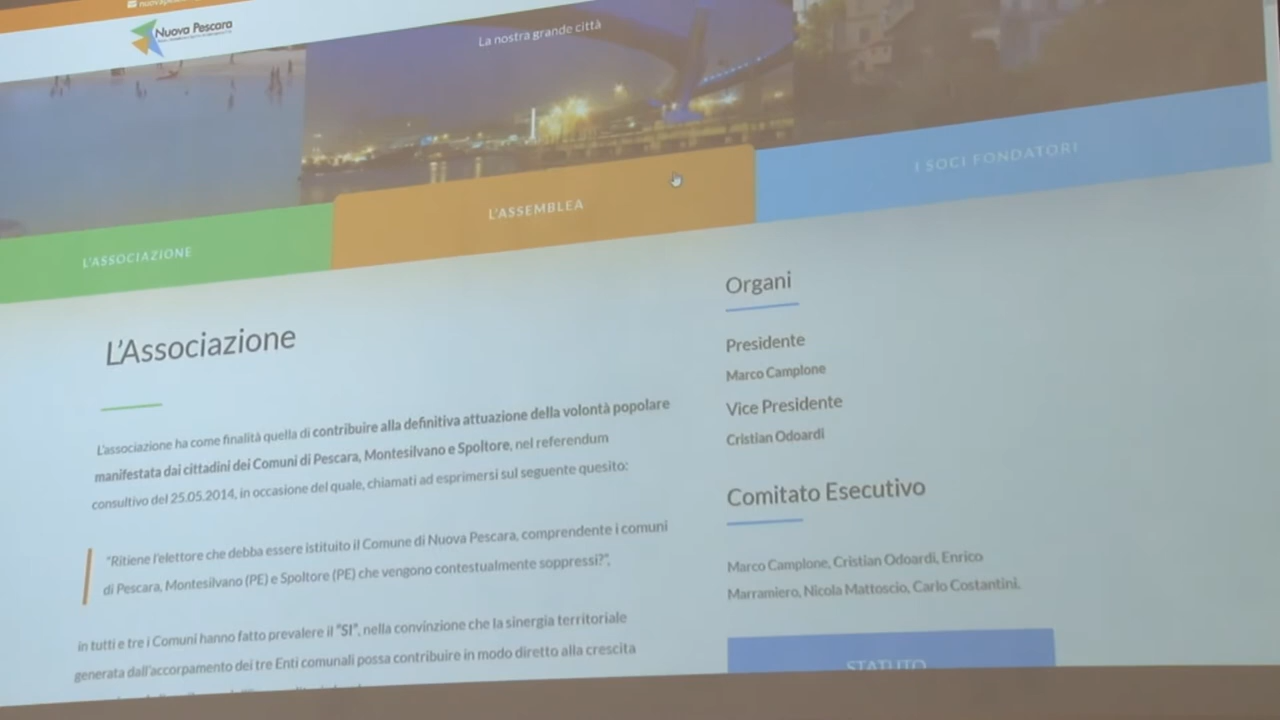 Nuova Pescara
La nostra grande città
L'ASSOCIAZIONE
L'ASSEMBLEA
I SOCI FONDATORI
L'Associazione
L'associazione ha come finalità quella di contribuire alla definitiva attuazione della volontà popolare
manifestata dai cittadini dei Comuni di Pescara, Montesilvano e Spoltore, nel referendum
consultivo del 25.05.2014, in occasione del quale, chiamati ad esprimersi sul seguente quesito:
"Ritiene l'elettore che debba essere istituito il Comune di Nuova Pescara, comprendente i comuni
di Pescara, Montesilvano (PE) e Spoltore (PE) che vengono contestualmente soppressi?",
in tutti e tre i Comuni hanno fatto prevalere il "SI", nella convinzione che la sinergia territoriale
generata dall'accorpamento dei tre Enti comunali possa contribuire in modo diretto alla crescita
Organi
Presidente
Marco Camplone
Vice Presidente
Cristian Odoardi
Comitato Esecutivo
Marco Camplone, Cristian Odoardi, Enrico
Marramiero, Nicola Mattoscio, Carlo Costantini.
STATUTO